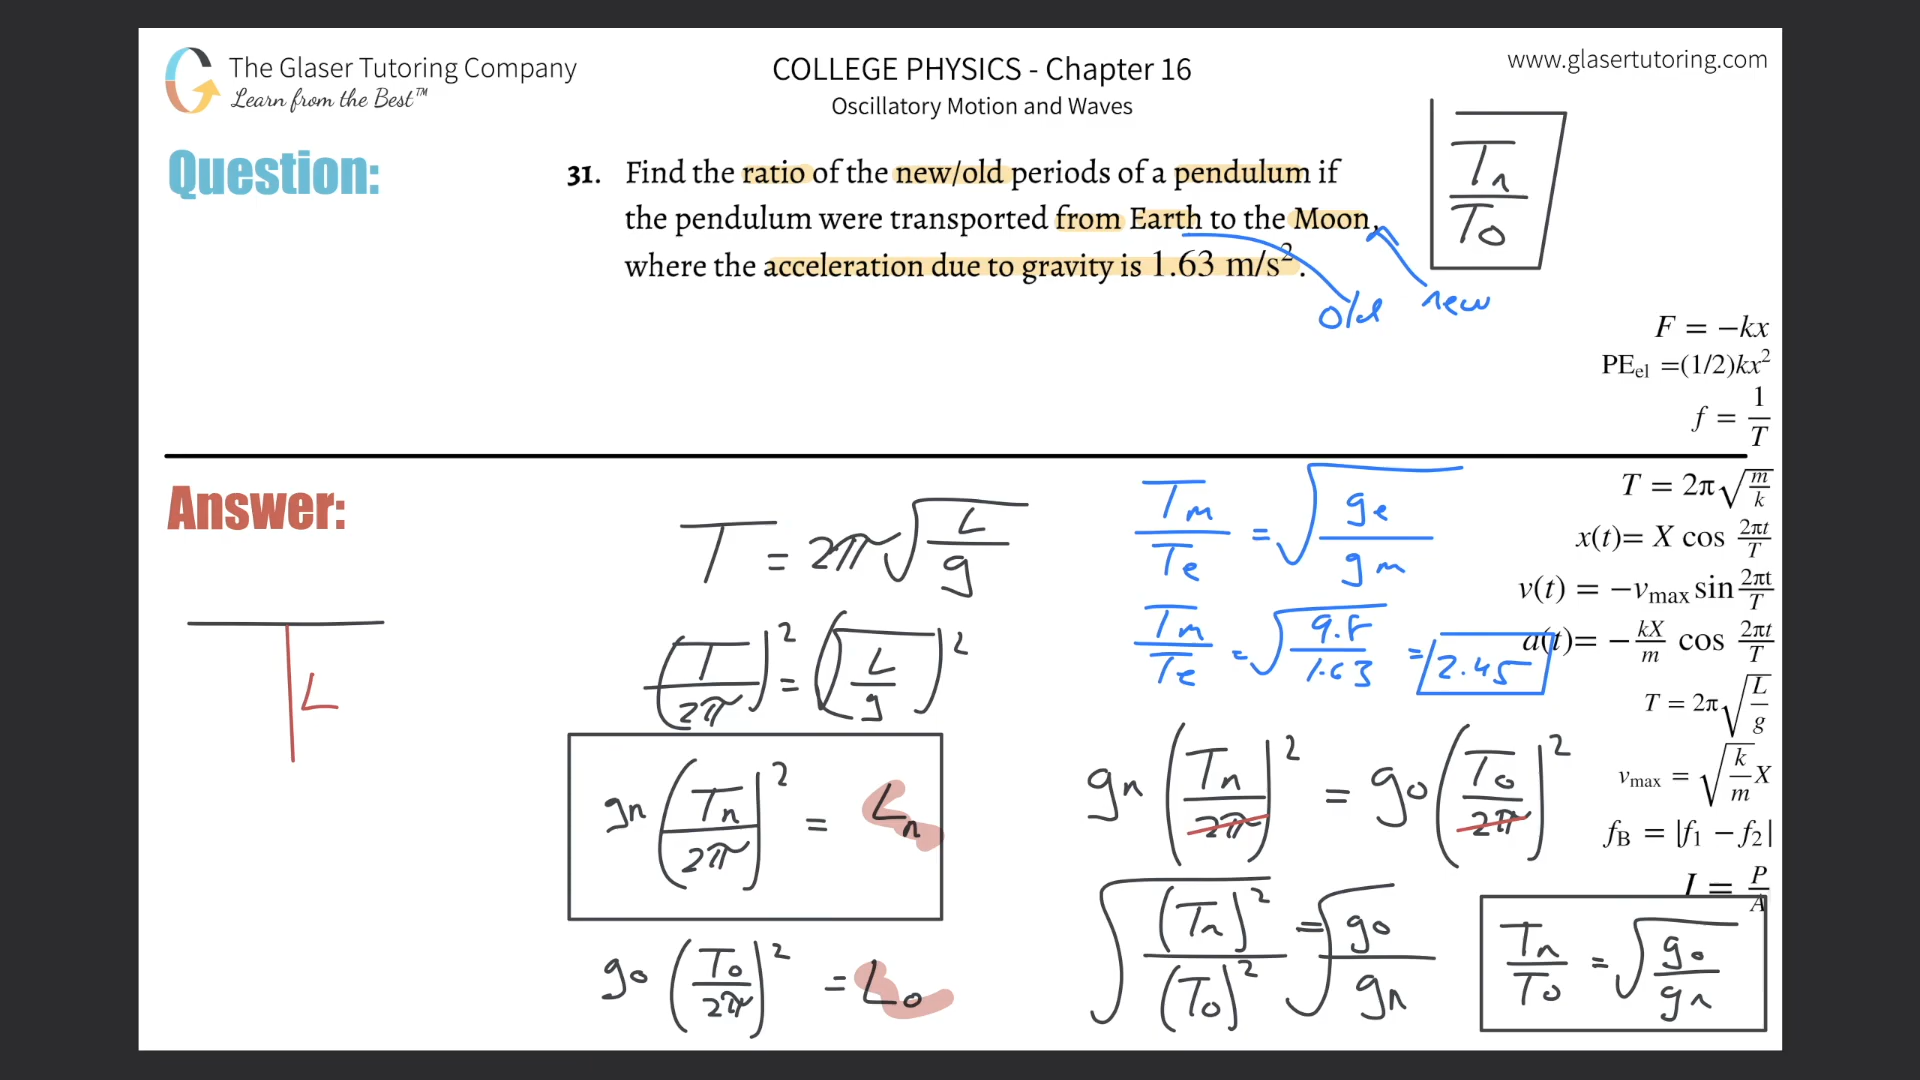 The Glaser Tutoring Company
Learn from the Best™
COLLEGE PHYSICS - Chapter 16
Oscillatory Motion and Waves
www.glasertutoring.com
Question:
31. Find the ratio of the new/old periods of a pendulum if
the pendulum were transported from Earth to the Moon,
where the acceleration due to gravity is 1.63 m/s².
Tn/To
old new
F = −kx
PEel =(1/2)kx²
f = 1/T
T = 2π√(m/k)
x(t)= X cos 2πt/T
v(t) = −vmax sin 2πt/T
a(t)= − kX/m cos 2πt/T
T = 2π√(L/g)
vmax = √(k/m) X
fB = |f1 − f2|
I = P/A
Answer:
L
T = 2π√(L/g)
(T/2π)² = (√(L/g))²
gn (Tn/2π)² = Ln
go (To/2π)² = Lo
Tm/Te = √(ge/gm)
Tm/Te = √(9.8/1.63) = 2.45
gn (Tn/2π)² = go (To/2π)²
√((Tn)²/(To)²) = √(go/gn)
Tn/To = √(go/gn)